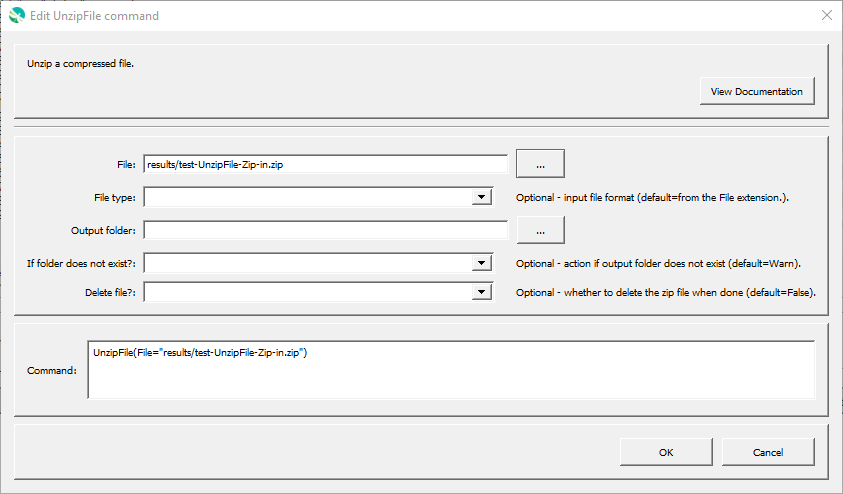 Edit UnzipFile command
Unzip a compressed file.
View Documentation
File: results/test-UnzipFile-Zip-in.zip ...
File type: Optional - input file format (default=from the File extension.).
Output folder: ...
If folder does not exist?: Optional - action if output folder does not exist (default=Warn).
Delete file?: Optional - whether to delete the zip file when done (default=False).
Command: UnzipFile(File="results/test-UnzipFile-Zip-in.zip")
OK Cancel